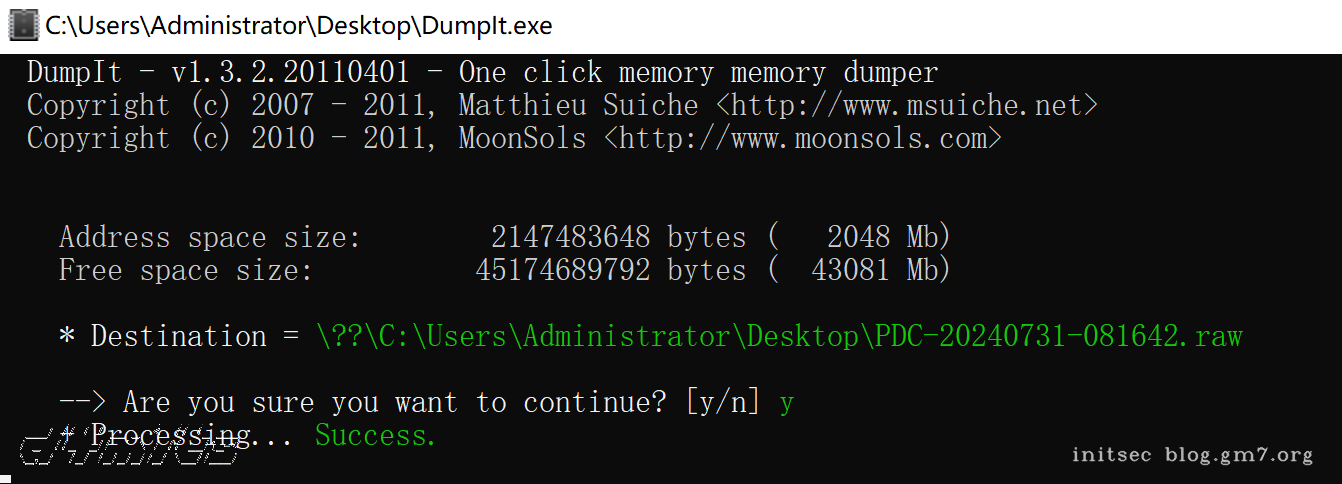 C:\Users\Administrator\Desktop\DumpIt.exe
DumpIt - v1.3.2.20110401 - One click memory memory dumper
Copyright (c) 2007 - 2011, Matthieu Suiche <http://www.msuiche.net>
Copyright (c) 2010 - 2011, MoonSols <http://www.moonsols.com>
Address space size: 2147483648 bytes ( 2048 Mb)
Free space size: 45174689792 bytes ( 43081 Mb)
* Destination = \??\C:\Users\Administrator\Desktop\PDC-20240731-081642.raw
--> Are you sure you want to continue? [y/n] y
+ Processing... Success.
initsec blog.gm7.org